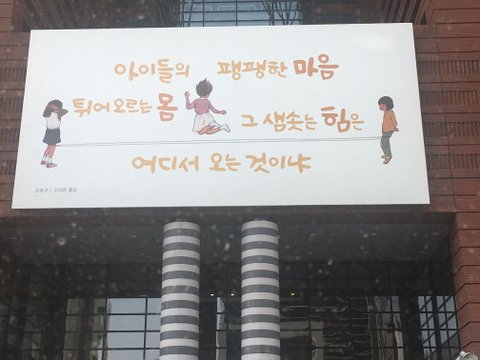 아이들의 팽팽한 마음
튀어 오르는 몸 그 샘솟는 힘은
어디서 오는 것이냐